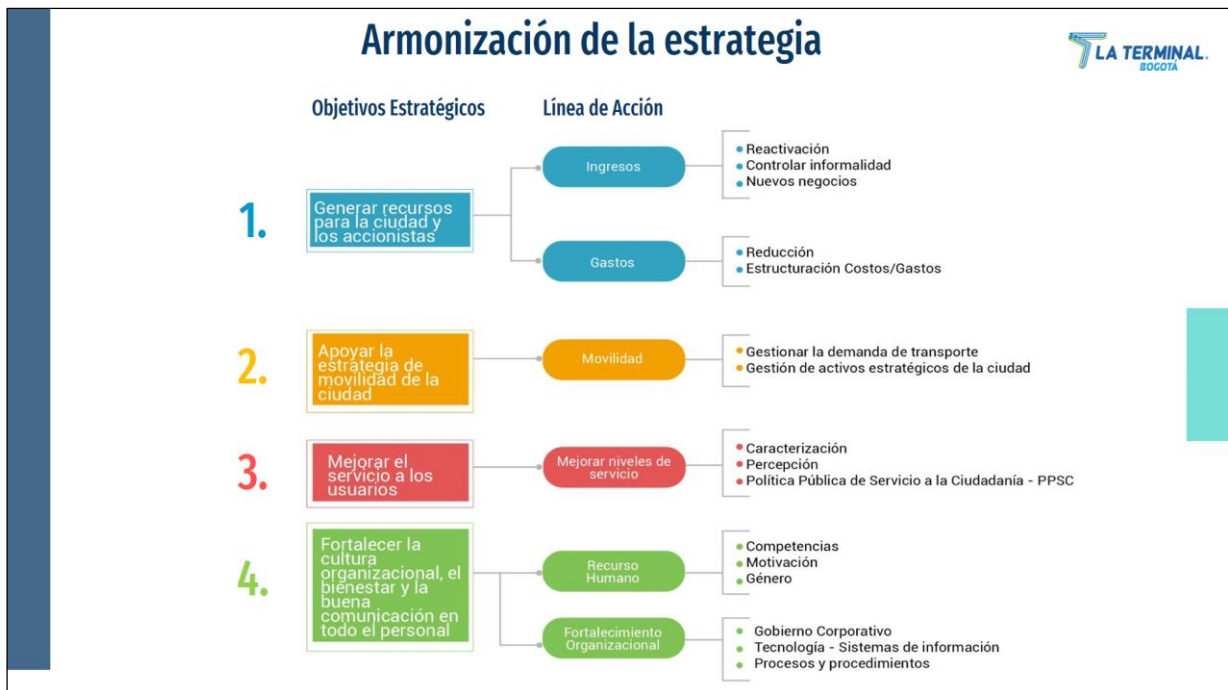 Armonización de la estrategia
LA TERMINAL.
BOGOTÁ
Objetivos Estratégicos
Línea de Acción
1.
Generar recursos
para la ciudad y
los accionistas
Ingresos
Reactivación
Controlar informalidad
Nuevos negocios
Gastos
Reducción
Estructuración Costos/Gastos
2.
Apoyar la
estrategia de
movilidad de la
ciudad
Movilidad
Gestionar la demanda de transporte
Gestión de activos estratégicos de la ciudad
3.
Mejorar el
servicio a los
usuarios
Mejorar niveles de
servicio
Caracterización
Percepción
Política Pública de Servicio a la Ciudadanía - PPSC
4.
Fortalecer la
cultura
organizacional, el
bienestar y la
buena
comunicación en
todo el personal
Recurso
Humano
Competencias
Motivación
Género
Fortalecimiento
Organizacional
Gobierno Corporativo
Tecnología - Sistemas de información
Procesos y procedimientos